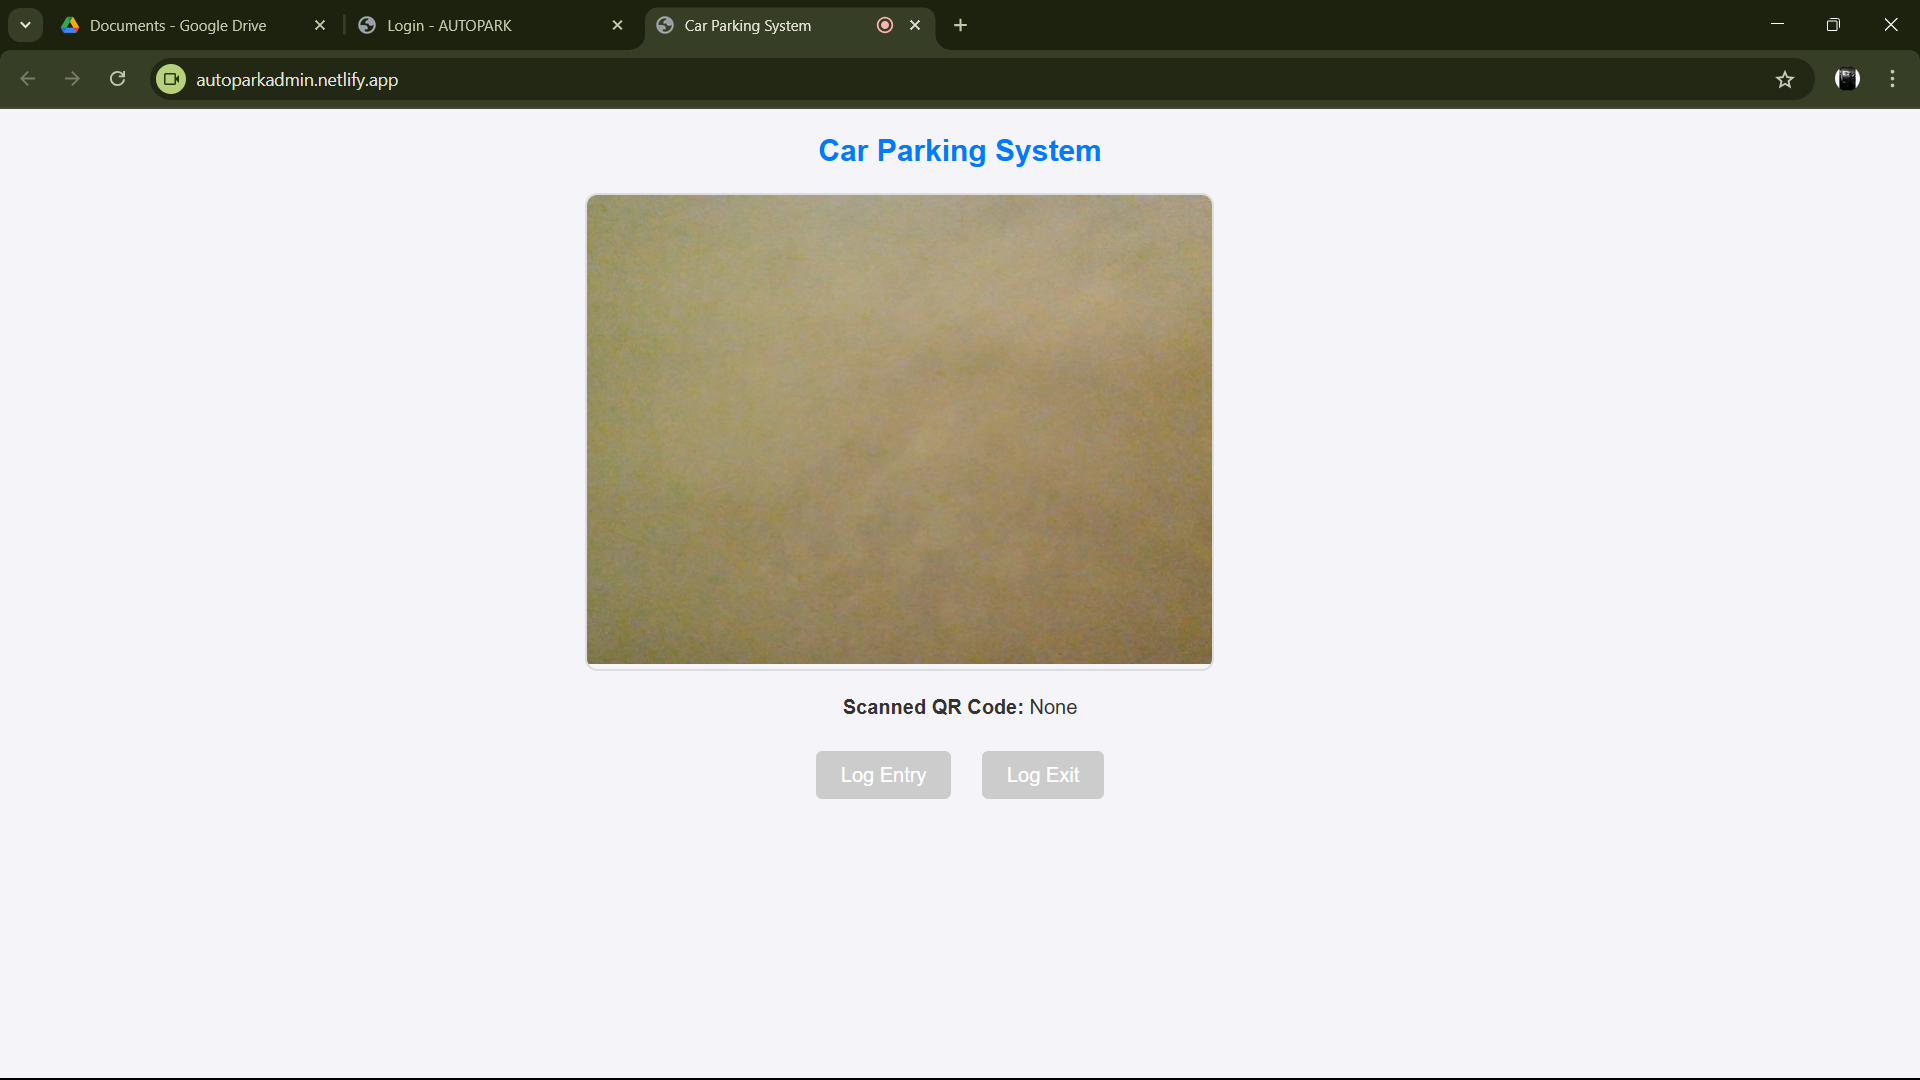 Documents - Google Drive
Login - AUTOPARK
Car Parking System
autoparkadmin.netlify.app
Car Parking System
Scanned QR Code: None
Log Entry
Log Exit